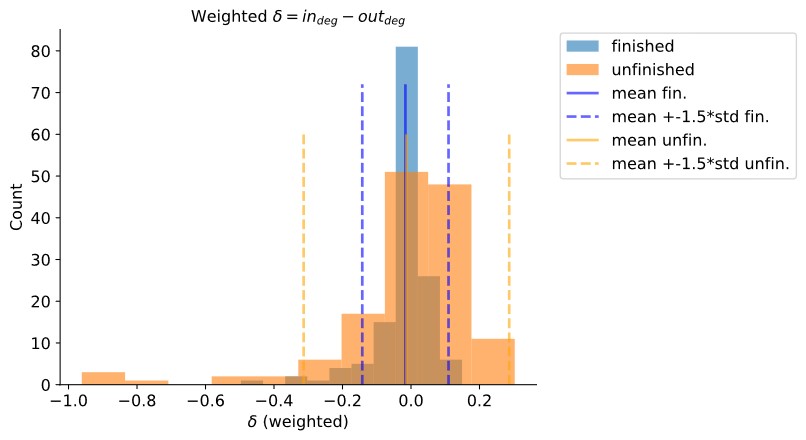 Weighted δ = in_deg − out_deg
finished
unfinished
mean fin.
mean +-1.5*std fin.
mean unfin.
mean +-1.5*std unfin.
Count
80
70
60
50
40
30
20
10
0
−1.0 −0.8 −0.6 −0.4 −0.2 0.0 0.2
δ (weighted)